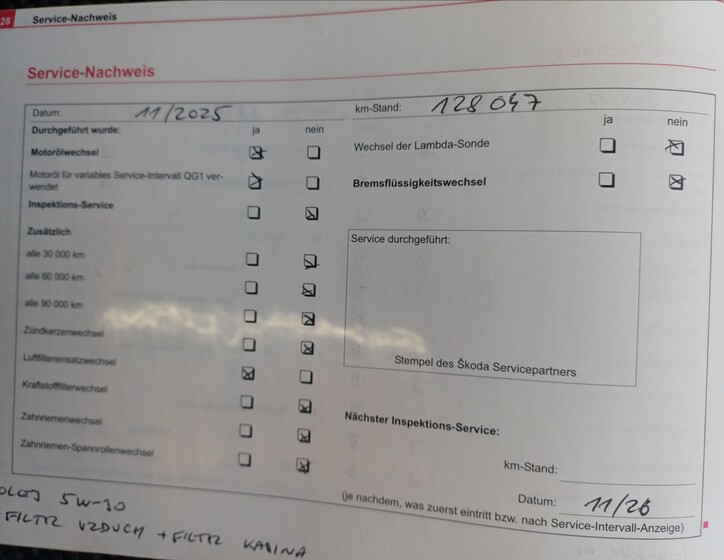 28 Service-Nachweis
Service-Nachweis
Datum: 11/2025
km-Stand: 128 047
Durchgeführt wurde: ja nein
ja nein
Motorölwechsel
Wechsel der Lambda-Sonde
Motoröl für variables Service-Intervall QG1 ver-
wendet
Bremsflüssigkeitswechsel
Inspektions-Service
Zusätzlich
Service durchgeführt:
alle 30 000 km
alle 60 000 km
alle 90 000 km
Zündkerzenwechsel
Luftfiltereinsatzwechsel
Stempel des Škoda Servicepartners
Kraftstofffilterwechsel
Zahnriemenwechsel
Nächster Inspektions-Service:
Zahnriemen-Spannrollenwechsel
km-Stand:
Datum: 11/26
(je nachdem, was zuerst eintritt bzw. nach Service-Intervall-Anzeige)
OLEJ 5W-30
FILTR VZDUCH + FILTR KABINA